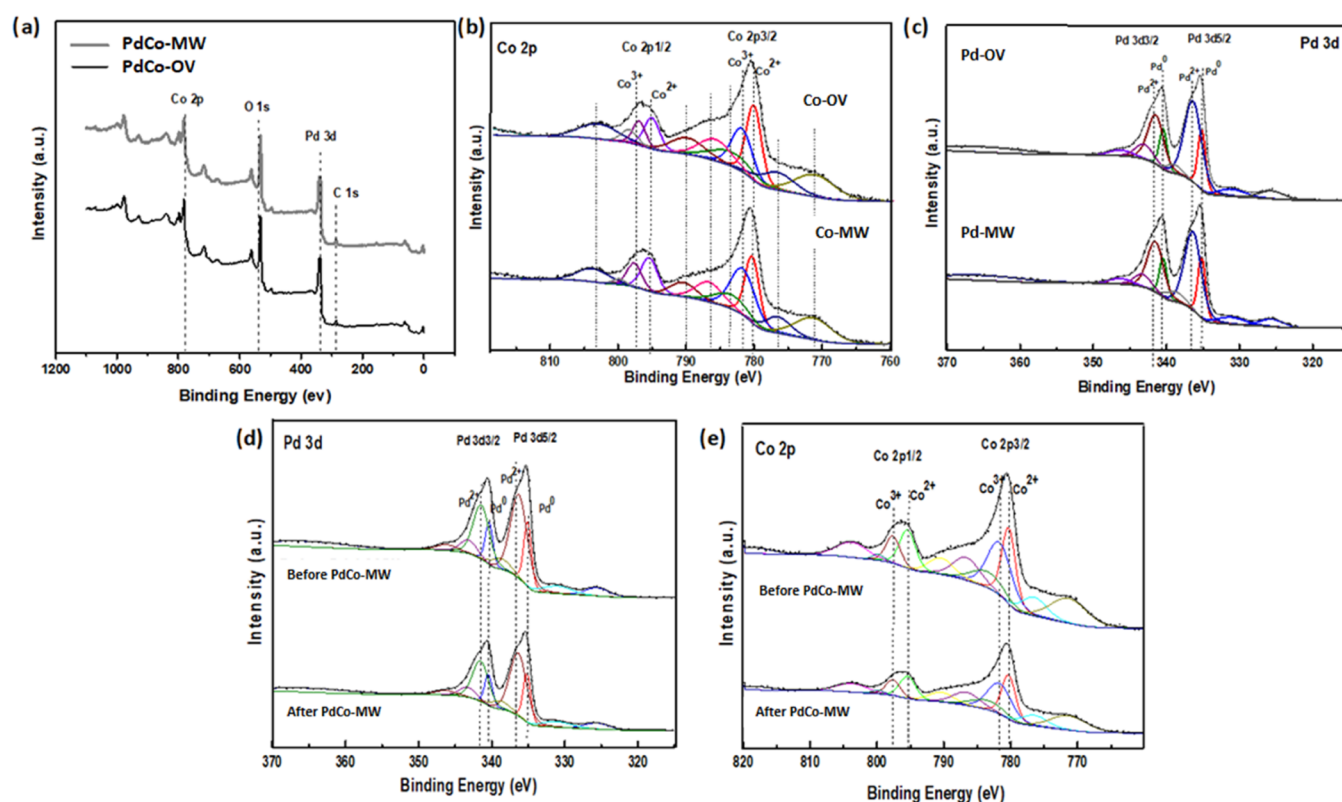 (a)
PdCo-MW
PdCo-OV
Co 2p
O 1s
Pd 3d
C 1s
Intensity (a.u.)
1200 1000 800 600 400 200 0
Binding Energy (ev)
(b)
Co 2p
Co 2p1/2
Co 2p3/2
Co3+
Co2+
Co3+
Co2+
Co-OV
Co-MW
Intensity (a.u.)
810 800 790 780 770 760
Binding Energy (eV)
(c)
Pd 3d
Pd-OV
Pd 3d3/2
Pd 3d5/2
Pd0
Pd2+
Pd2+
Pd0
Pd-MW
Intensity (a.u.)
370 360 350 340 330 320
Binding Energy (eV)
(d)
Pd 3d
Pd 3d3/2
Pd 3d5/2
Pd2+
Pd0
Pd2+
Pd0
Before PdCo-MW
After PdCo-MW
Intensity (a.u.)
370 360 350 340 330 320
Binding Energy (eV)
(e)
Co 2p
Co 2p1/2
Co 2p3/2
Co3+
Co2+
Co3+
Co2+
Before PdCo-MW
After PdCo-MW
Intensity (a.u.)
820 810 800 790 780 770
Binding Energy (eV)